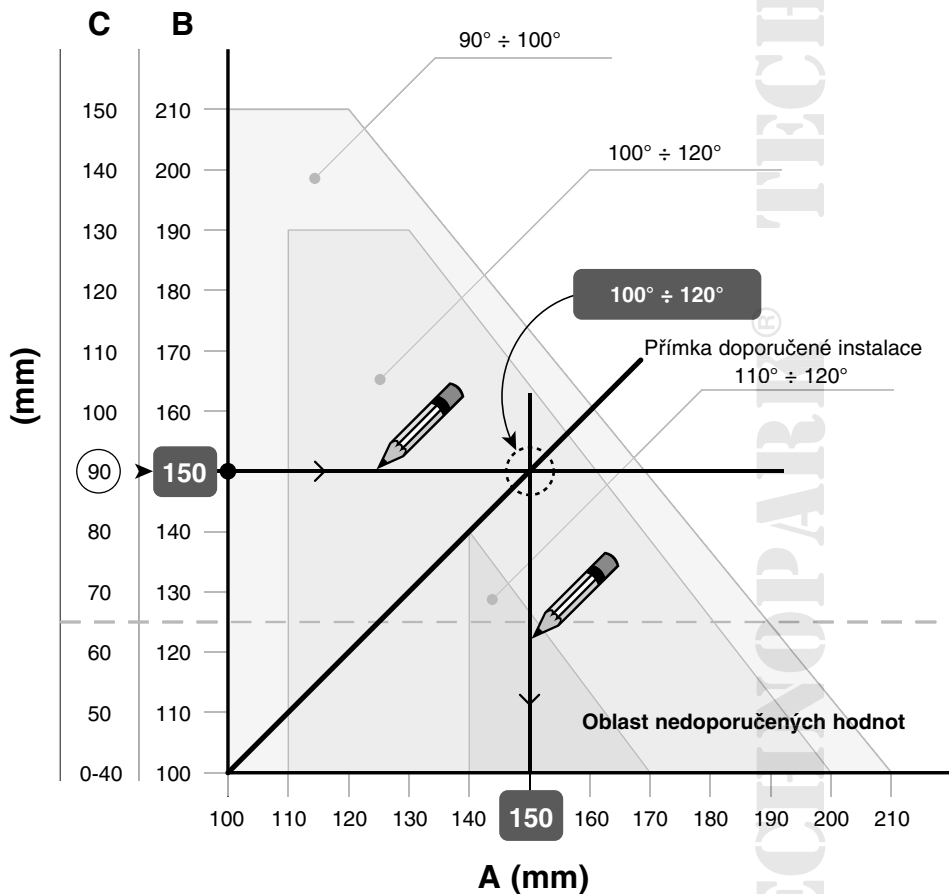 C B
90° ÷ 100°
150 210
100° ÷ 120°
140 200
130 190
120 180
100° ÷ 120°
110 170
Přímka doporučené instalace
110° ÷ 120°
(mm)
100 160
90 150
80 140
70 130
60 120
50 110
Oblast nedoporučených hodnot
0-40 100
100 110 120 130 140 150 160 170 180 190 200 210
A (mm)
TECHNOPARK®
TECH